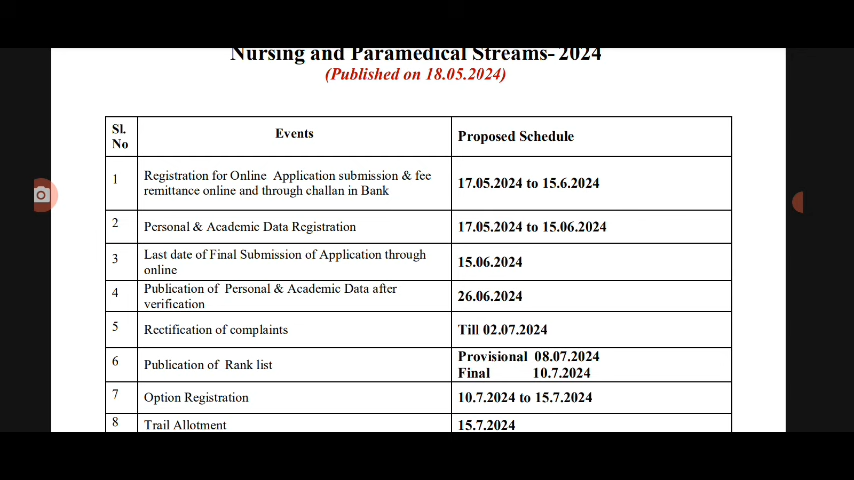 Nursing and Paramedical Streams- 2024
(Published on 18.05.2024)
Sl. No
Events
Proposed Schedule
1
Registration for Online Application submission & fee
remittance online and through challan in Bank
17.05.2024 to 15.6.2024
2
Personal & Academic Data Registration
17.05.2024 to 15.06.2024
3
Last date of Final Submission of Application through
online
15.06.2024
4
Publication of Personal & Academic Data after
verification
26.06.2024
5
Rectification of complaints
Till 02.07.2024
6
Publication of Rank list
Provisional 08.07.2024
Final 10.7.2024
7
Option Registration
10.7.2024 to 15.7.2024
8
Trail Allotment
15.7.2024